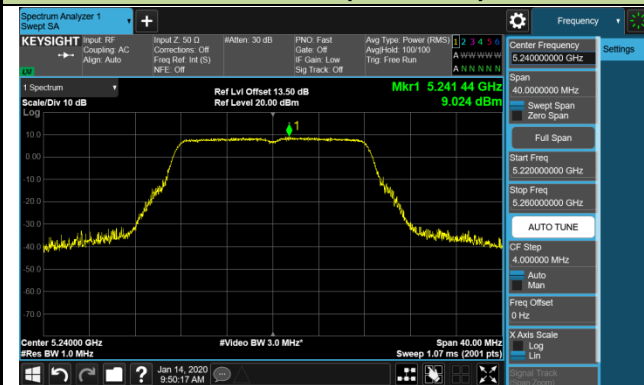 Spectrum Analyzer 1
Swept SA
Frequency
KEYSIGHT
Input: RF
Coupling: AC
Align: Auto
Input Z: 50 Ω
Corrections: Off
Freq Ref: Int (S)
NFE: Off
#Atten: 30 dB
PNO: Fast
Gate: Off
IF Gain: Low
Sig Track: Off
Avg Type: Power (RMS)
Avg|Hold: 100/100
Trig: Free Run
1 2 3 4 5 6
A W W W W W
A N N N N N
LXI
1 Spectrum
Scale/Div 10 dB
Log
Ref Lvl Offset 13.50 dB
Ref Level 20.00 dBm
Mkr1 5.241 44 GHz
9.024 dBm
1
10.0
0.00
-10.0
-20.0
-30.0
-40.0
-50.0
-60.0
-70.0
Center 5.24000 GHz
#Res BW 1.0 MHz
#Video BW 3.0 MHz*
Span 40.00 MHz
Sweep 1.07 ms (2001 pts)
Jan 14, 2020
9:50:17 AM
Settings
Center Frequency
5.240000000 GHz
Span
40.0000000 MHz
Swept Span
Zero Span
Full Span
Start Freq
5.220000000 GHz
Stop Freq
5.260000000 GHz
AUTO TUNE
CF Step
4.000000 MHz
Auto
Man
Freq Offset
0 Hz
X Axis Scale
Log
Lin
Signal Track
(Span Zoom)